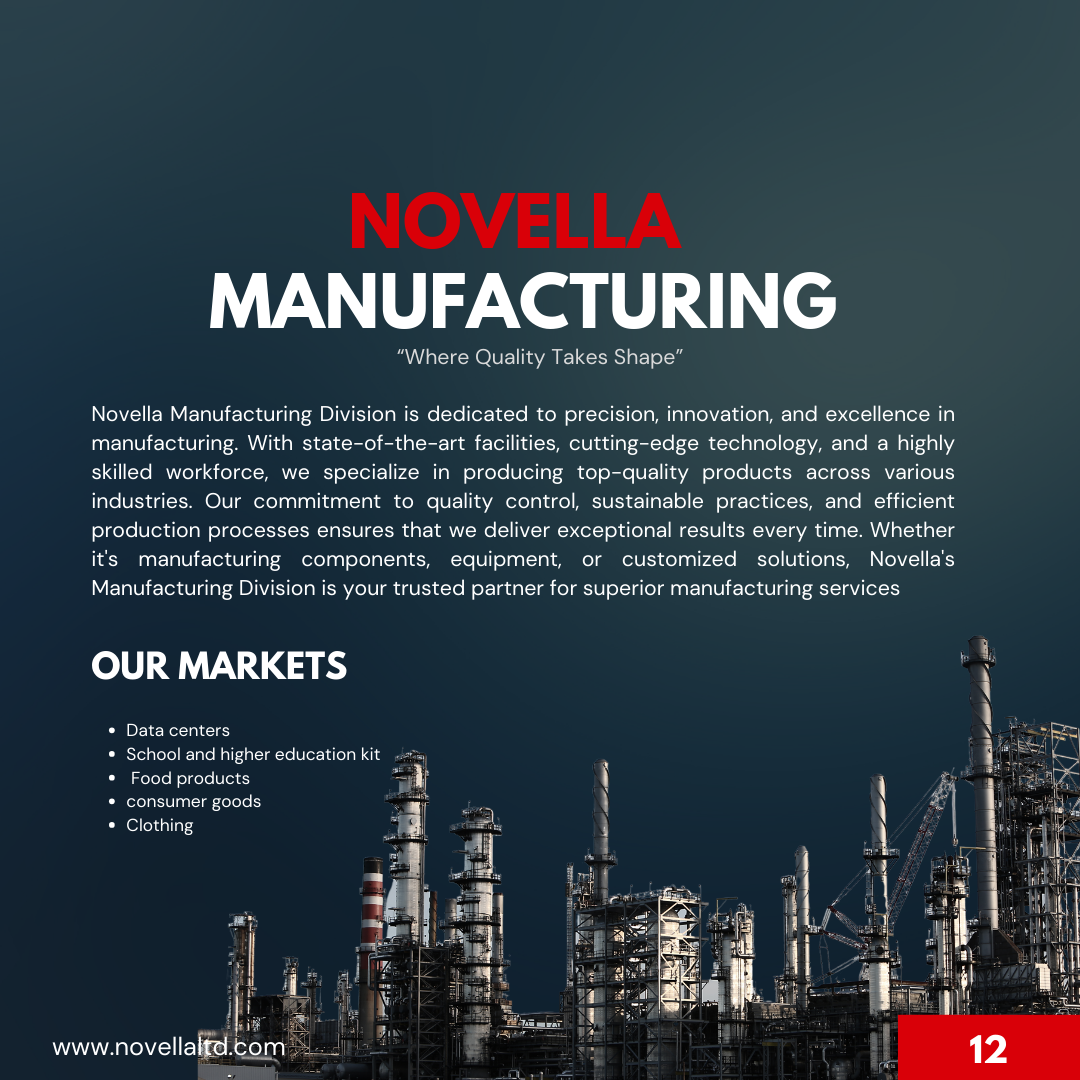 NOVELLA
MANUFACTURING
“Where Quality Takes Shape”
Novella Manufacturing Division is dedicated to precision, innovation, and excellence in
manufacturing. With state-of-the-art facilities, cutting-edge technology, and a highly
skilled workforce, we specialize in producing top-quality products across various
industries. Our commitment to quality control, sustainable practices, and efficient
production processes ensures that we deliver exceptional results every time. Whether
it's manufacturing components, equipment, or customized solutions, Novella's
Manufacturing Division is your trusted partner for superior manufacturing services
OUR MARKETS
• Data centers
• School and higher education kit
• Food products
• consumer goods
• Clothing
www.novellaltd.com
12